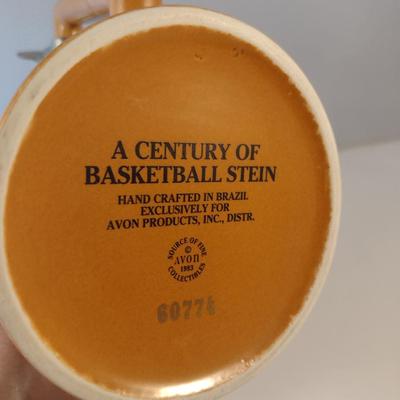 A CENTURY OF
BASKETBALL STEIN
HAND CRAFTED IN BRAZIL
EXCLUSIVELY FOR
AVON PRODUCTS, INC., DISTR.
SOURCE OF FINE
©
AVON
1983
COLLECTIBLES
60774